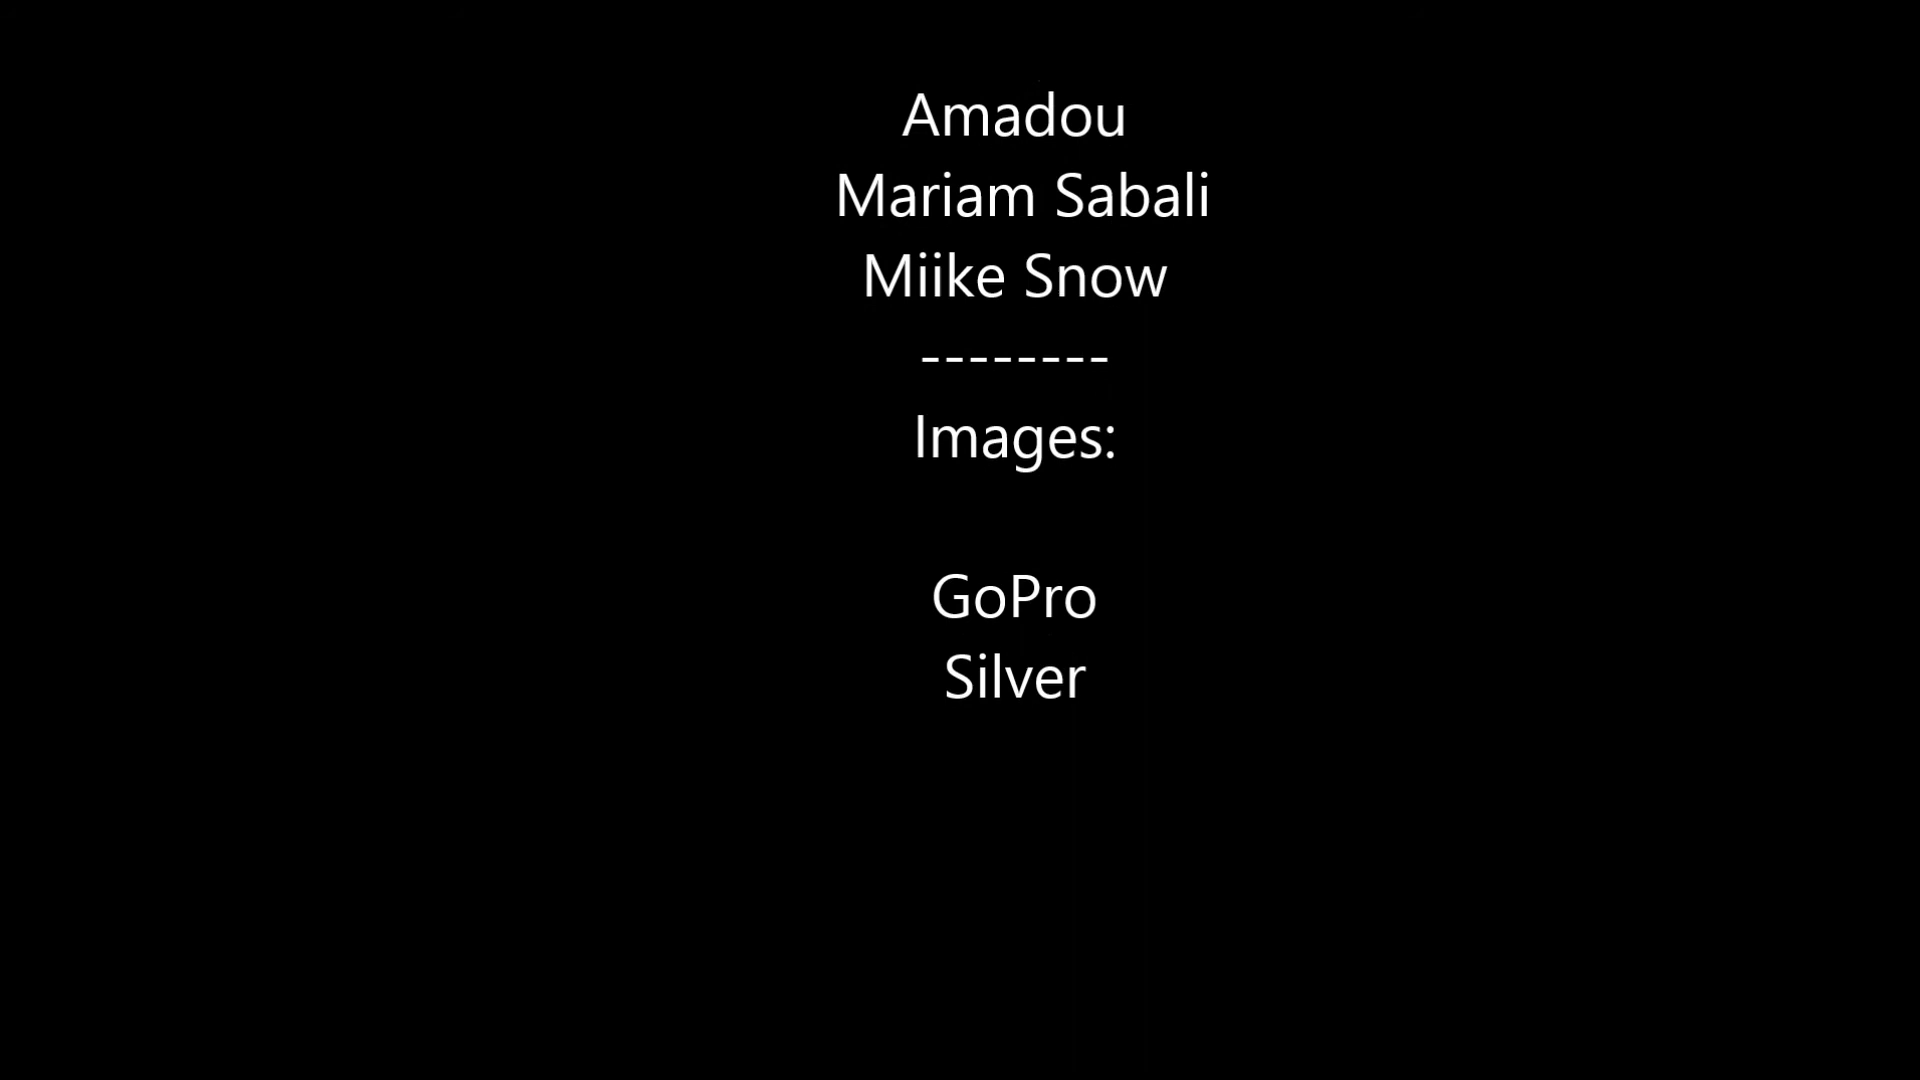 Amadou
Mariam Sabali
Miike Snow
--------
Images:
GoPro
Silver